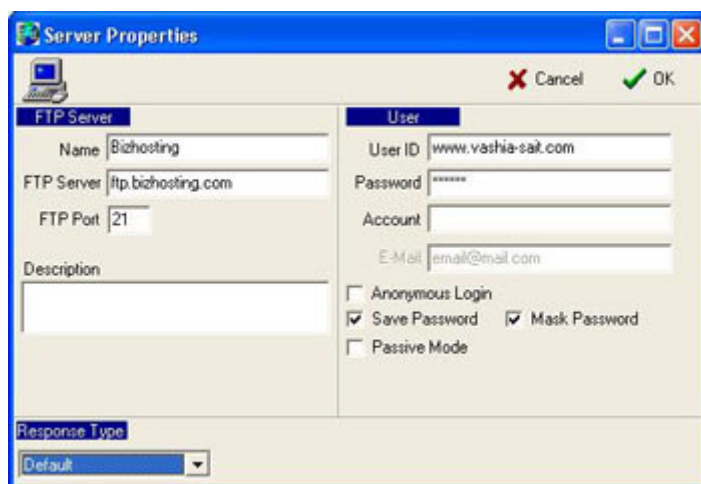 Server Properties
Cancel
OK
FTP Server
Name Bizhosting
FTP Server ftp.bizhosting.com
FTP Port 21
Description
User
User ID www.vashia-sait.com
Password ******
Account
E-Mail email@mail.com
Anonymous Login
Save Password Mask Password
Passive Mode
Response Type
Default